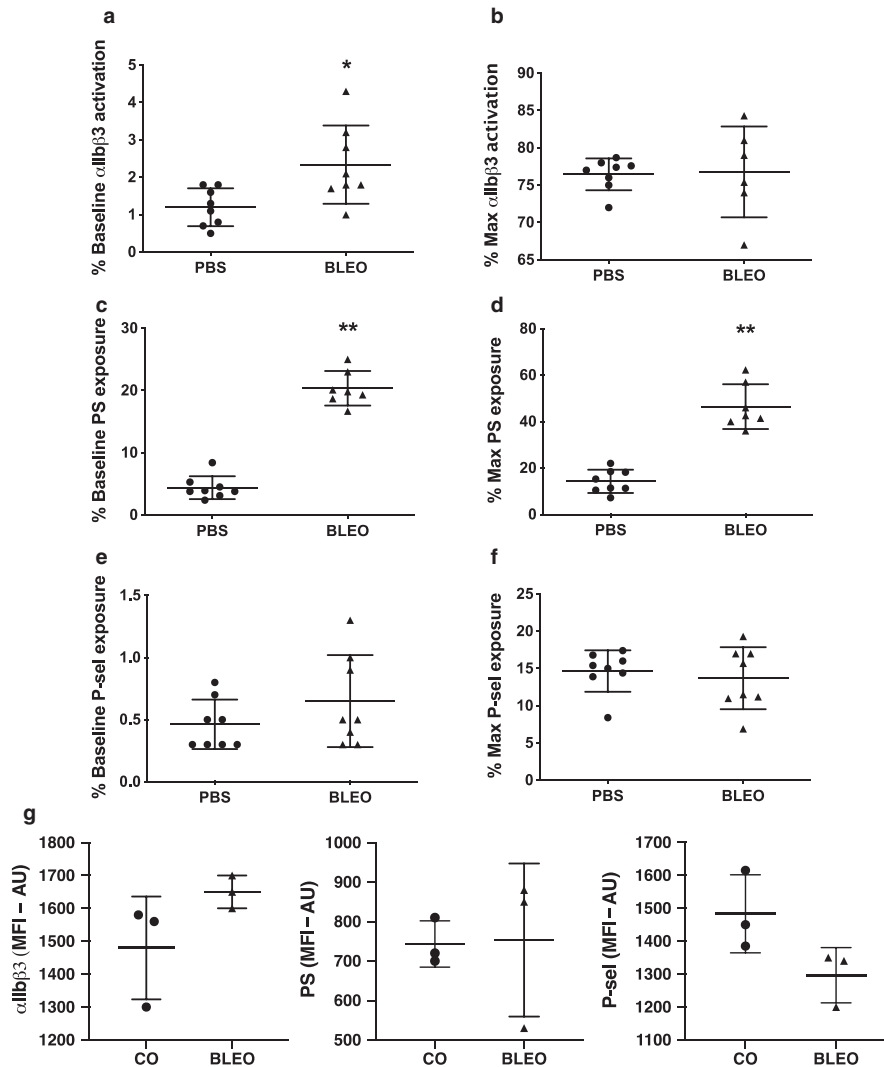 a
% Baseline αIIbβ3 activation
5
4
3
2
1
0
*
PBS
BLEO
b
% Max αIIbβ3 activation
90
85
80
75
70
65
PBS
BLEO
c
% Baseline PS exposure
30
20
10
0
**
PBS
BLEO
d
% Max PS exposure
80
60
40
20
0
**
PBS
BLEO
e
% Baseline P-sel exposure
1.5
1.0
0.5
0.0
PBS
BLEO
f
% Max P-sel exposure
25
20
15
10
5
0
PBS
BLEO
g
αIIbβ3 (MFI – AU)
1800
1700
1600
1500
1400
1300
1200
CO
BLEO
PS (MFI – AU)
1000
900
800
700
600
500
CO
BLEO
P-sel (MFI – AU)
1700
1600
1500
1400
1300
1200
1100
CO
BLEO